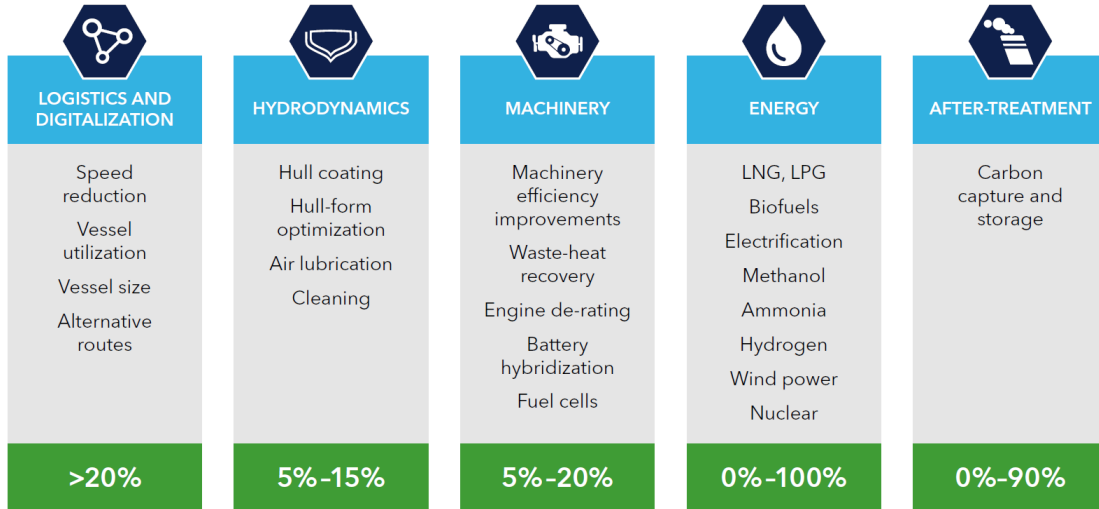 LOGISTICS AND
DIGITALIZATION
Speed
reduction
Vessel
utilization
Vessel size
Alternative
routes
>20%
HYDRODYNAMICS
Hull coating
Hull-form
optimization
Air lubrication
Cleaning
5%–15%
MACHINERY
Machinery
efficiency
improvements
Waste-heat
recovery
Engine de-rating
Battery
hybridization
Fuel cells
5%–20%
ENERGY
LNG, LPG
Biofuels
Electrification
Methanol
Ammonia
Hydrogen
Wind power
Nuclear
0%–100%
AFTER-TREATMENT
Carbon
capture and
storage
0%–90%